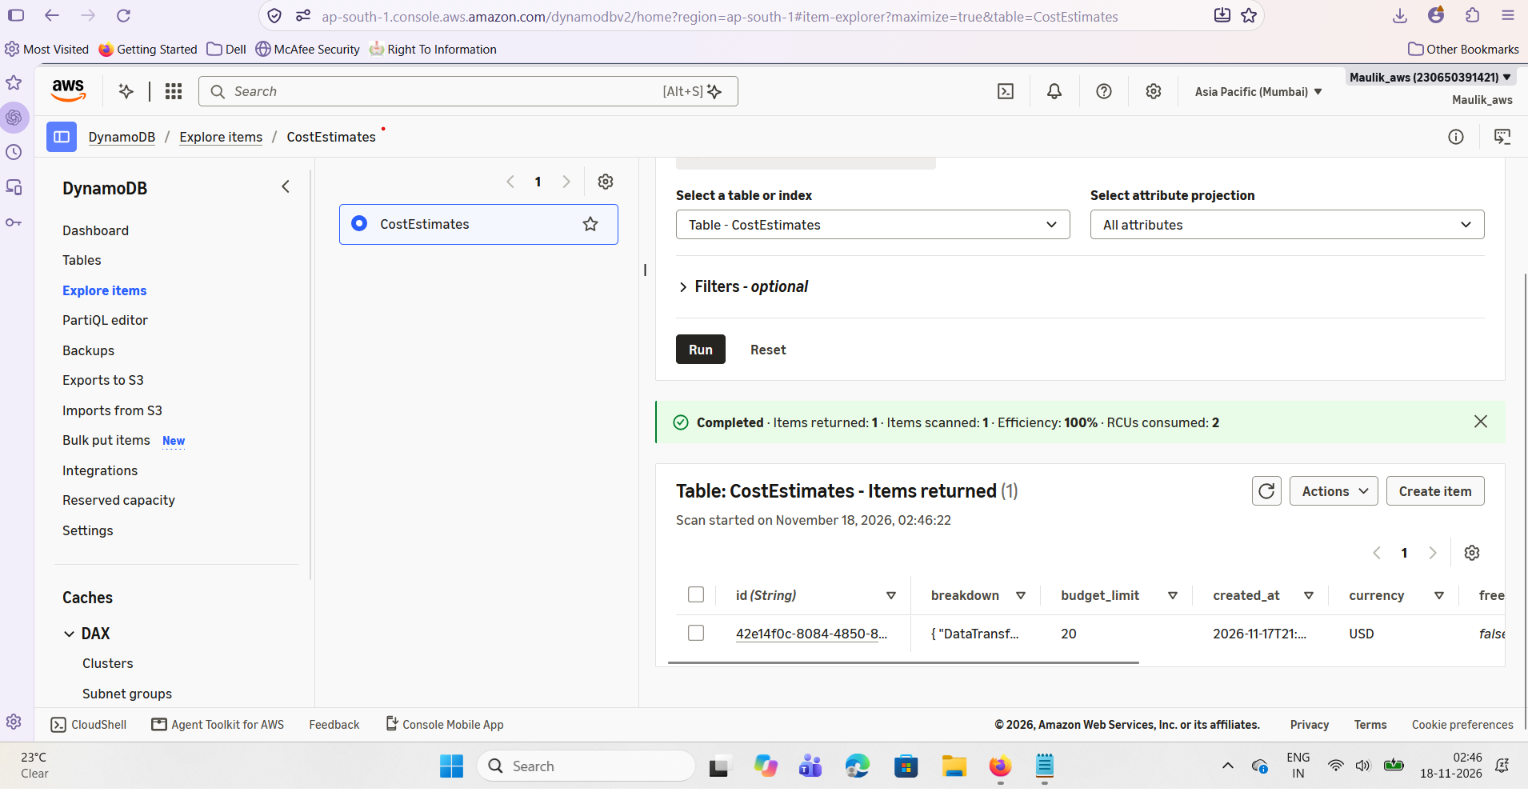 ap-south-1.console.aws.amazon.com/dynamodbv2/home?region=ap-south-1#item-explorer?maximize=true&table=CostEstimates
Most Visited Getting Started Dell McAfee Security Right To Information Other Bookmarks
aws Search [Alt+S] Asia Pacific (Mumbai) Maulik_aws (230650391421)
Maulik_aws
DynamoDB / Explore items / CostEstimates
DynamoDB
Dashboard
Tables
Explore items
PartiQL editor
Backups
Exports to S3
Imports from S3
Bulk put items New
Integrations
Reserved capacity
Settings
Caches
DAX
Clusters
Subnet groups
1
CostEstimates
Select a table or index
Table - CostEstimates
Select attribute projection
All attributes
Filters - optional
Run Reset
Completed · Items returned: 1 · Items scanned: 1 · Efficiency: 100% · RCUs consumed: 2
Table: CostEstimates - Items returned (1)
Scan started on November 18, 2026, 02:46:22
Actions Create item
1
id (String) breakdown budget_limit created_at currency free
42e14f0c-8084-4850-8... { "DataTransf... 20 2026-11-17T21:... USD false
CloudShell Agent Toolkit for AWS Feedback Console Mobile App © 2026, Amazon Web Services, Inc. or its affiliates. Privacy Terms Cookie preferences
23°C
Clear
Search
ENG
IN
02:46
18-11-2026